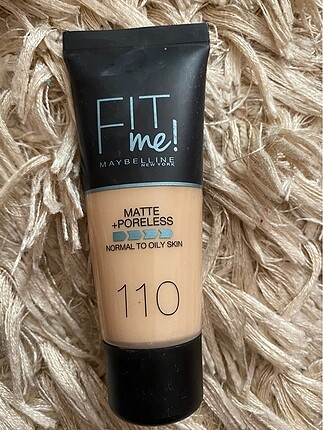 FIT
me!
MAYBELLINE
NEW YORK
MATTE
+PORELESS
NORMAL TO OILY SKIN
110